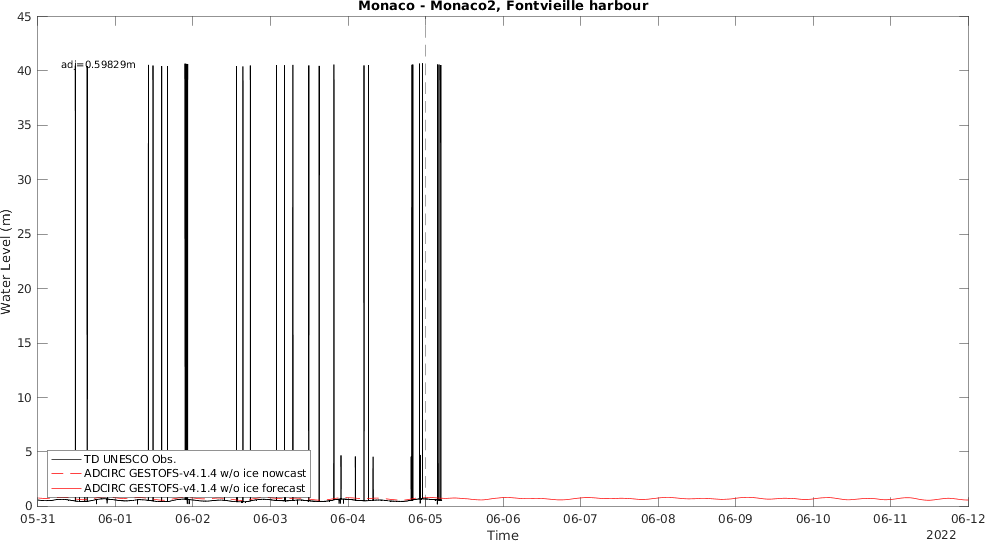 Monaco - Monaco2, Fontvieille harbour
adj=0.59829m
Water Level (m)
45
40
35
30
25
20
15
10
5
0
TD UNESCO Obs.
ADCIRC GESTOFS-v4.1.4 w/o ice nowcast
ADCIRC GESTOFS-v4.1.4 w/o ice forecast
05-31 06-01 06-02 06-03 06-04 06-05 06-06 06-07 06-08 06-09 06-10 06-11 06-12
Time
2022